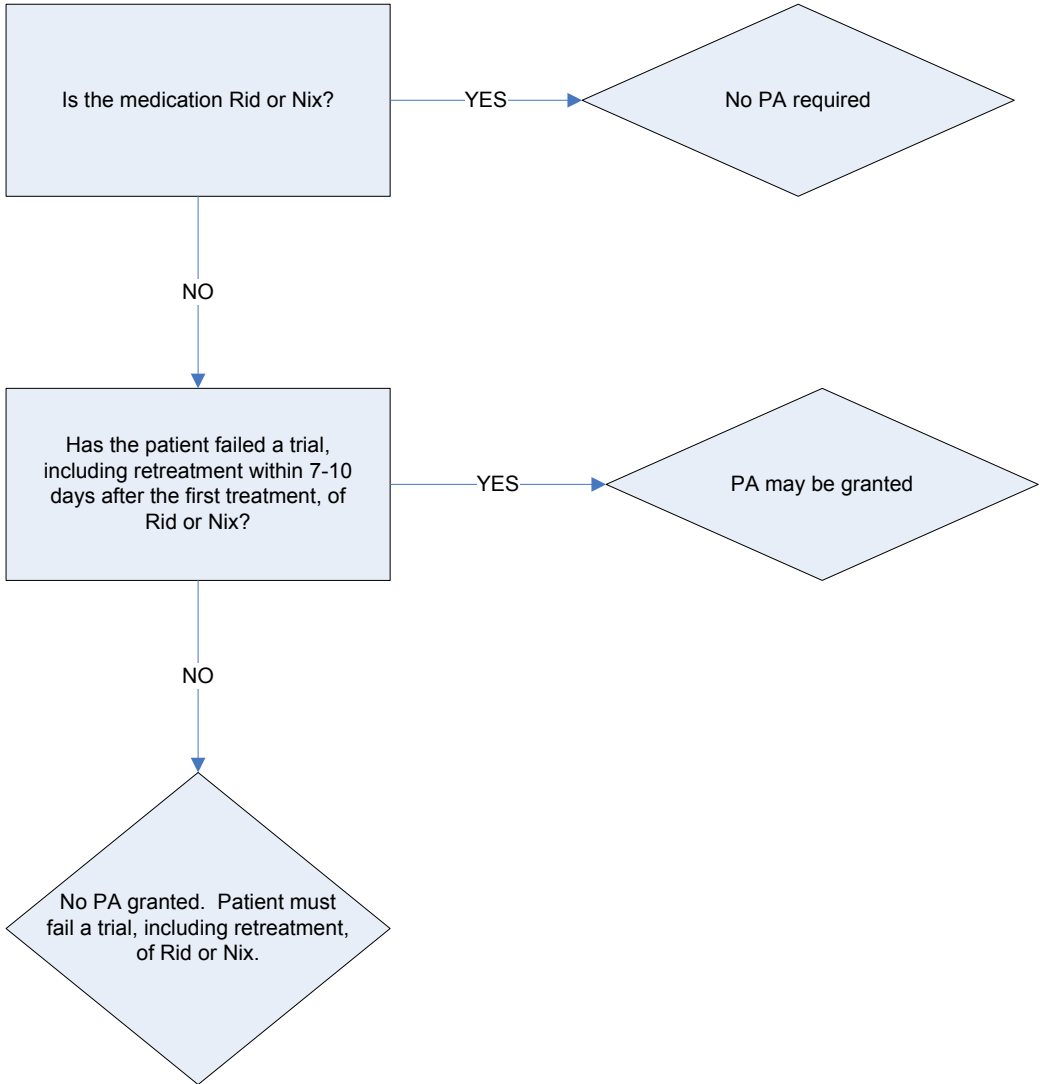 Is the medication Rid or Nix?
YES
No PA required
NO
Has the patient failed a trial,
including retreatment within 7-10
days after the first treatment, of
Rid or Nix?
YES
PA may be granted
NO
No PA granted.  Patient must
fail a trial, including retreatment,
of Rid or Nix.